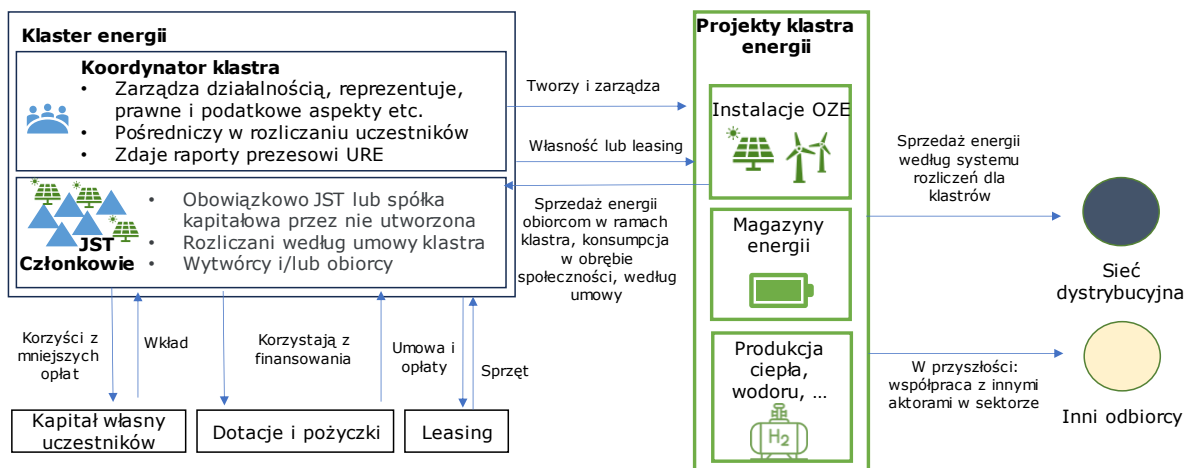 Klaster energii
Koordynator klastra
• Zarządza działalnością, reprezentuje,
prawne i podatkowe aspekty etc.
• Pośredniczy w rozliczaniu uczestników
• Zdaje raporty prezesowi URE
JST
Członkowie
• Obowiązkowo JST lub spółka
kapitałowa przez nie utworzona
• Rozliczani według umowy klastra
• Wytwórcy i/lub obiorcy
Tworzy i zarządza
Własność lub leasing
Sprzedaż energii
obiorcom w ramach
klastra, konsumpcja
w obrębie
społeczności, według
umowy
Projekty klastra
energii
Instalacje OZE
Magazyny
energii
Produkcja
ciepła,
wodoru, ...
H2
Sprzedaż energii
według systemu
rozliczeń dla
klastrów
Sieć
dystrybucyjna
W przyszłości:
współpraca z innymi
aktorami w sektorze
Inni odbiorcy
Korzyści z
mniejszych
opłat
Wkład
Korzystają z
finansowania
Umowa i
opłaty
Sprzęt
Kapitał własny
uczestników
Dotacje i pożyczki
Leasing